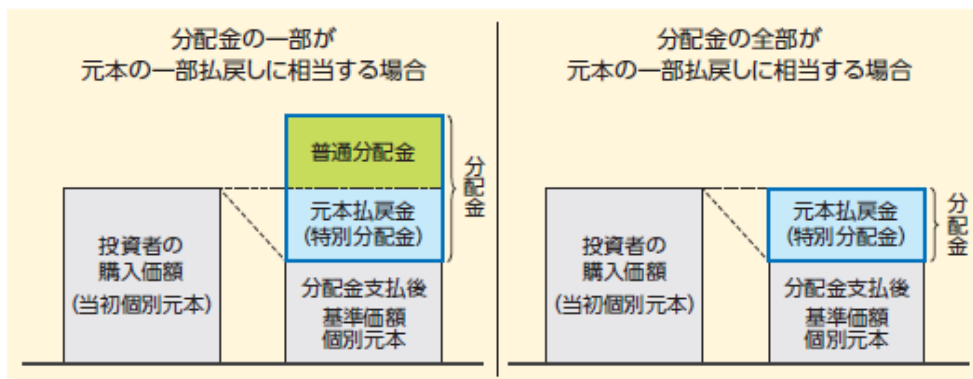 分配金の一部が
元本の一部払戻しに相当する場合
普通分配金
元本払戻金
(特別分配金)
分配金
投資者の
購入価額
(当初個別元本)
分配金支払後
基準価額
個別元本
分配金の全部が
元本の一部払戻しに相当する場合
元本払戻金
(特別分配金)
分配金
投資者の
購入価額
(当初個別元本)
分配金支払後
基準価額
個別元本